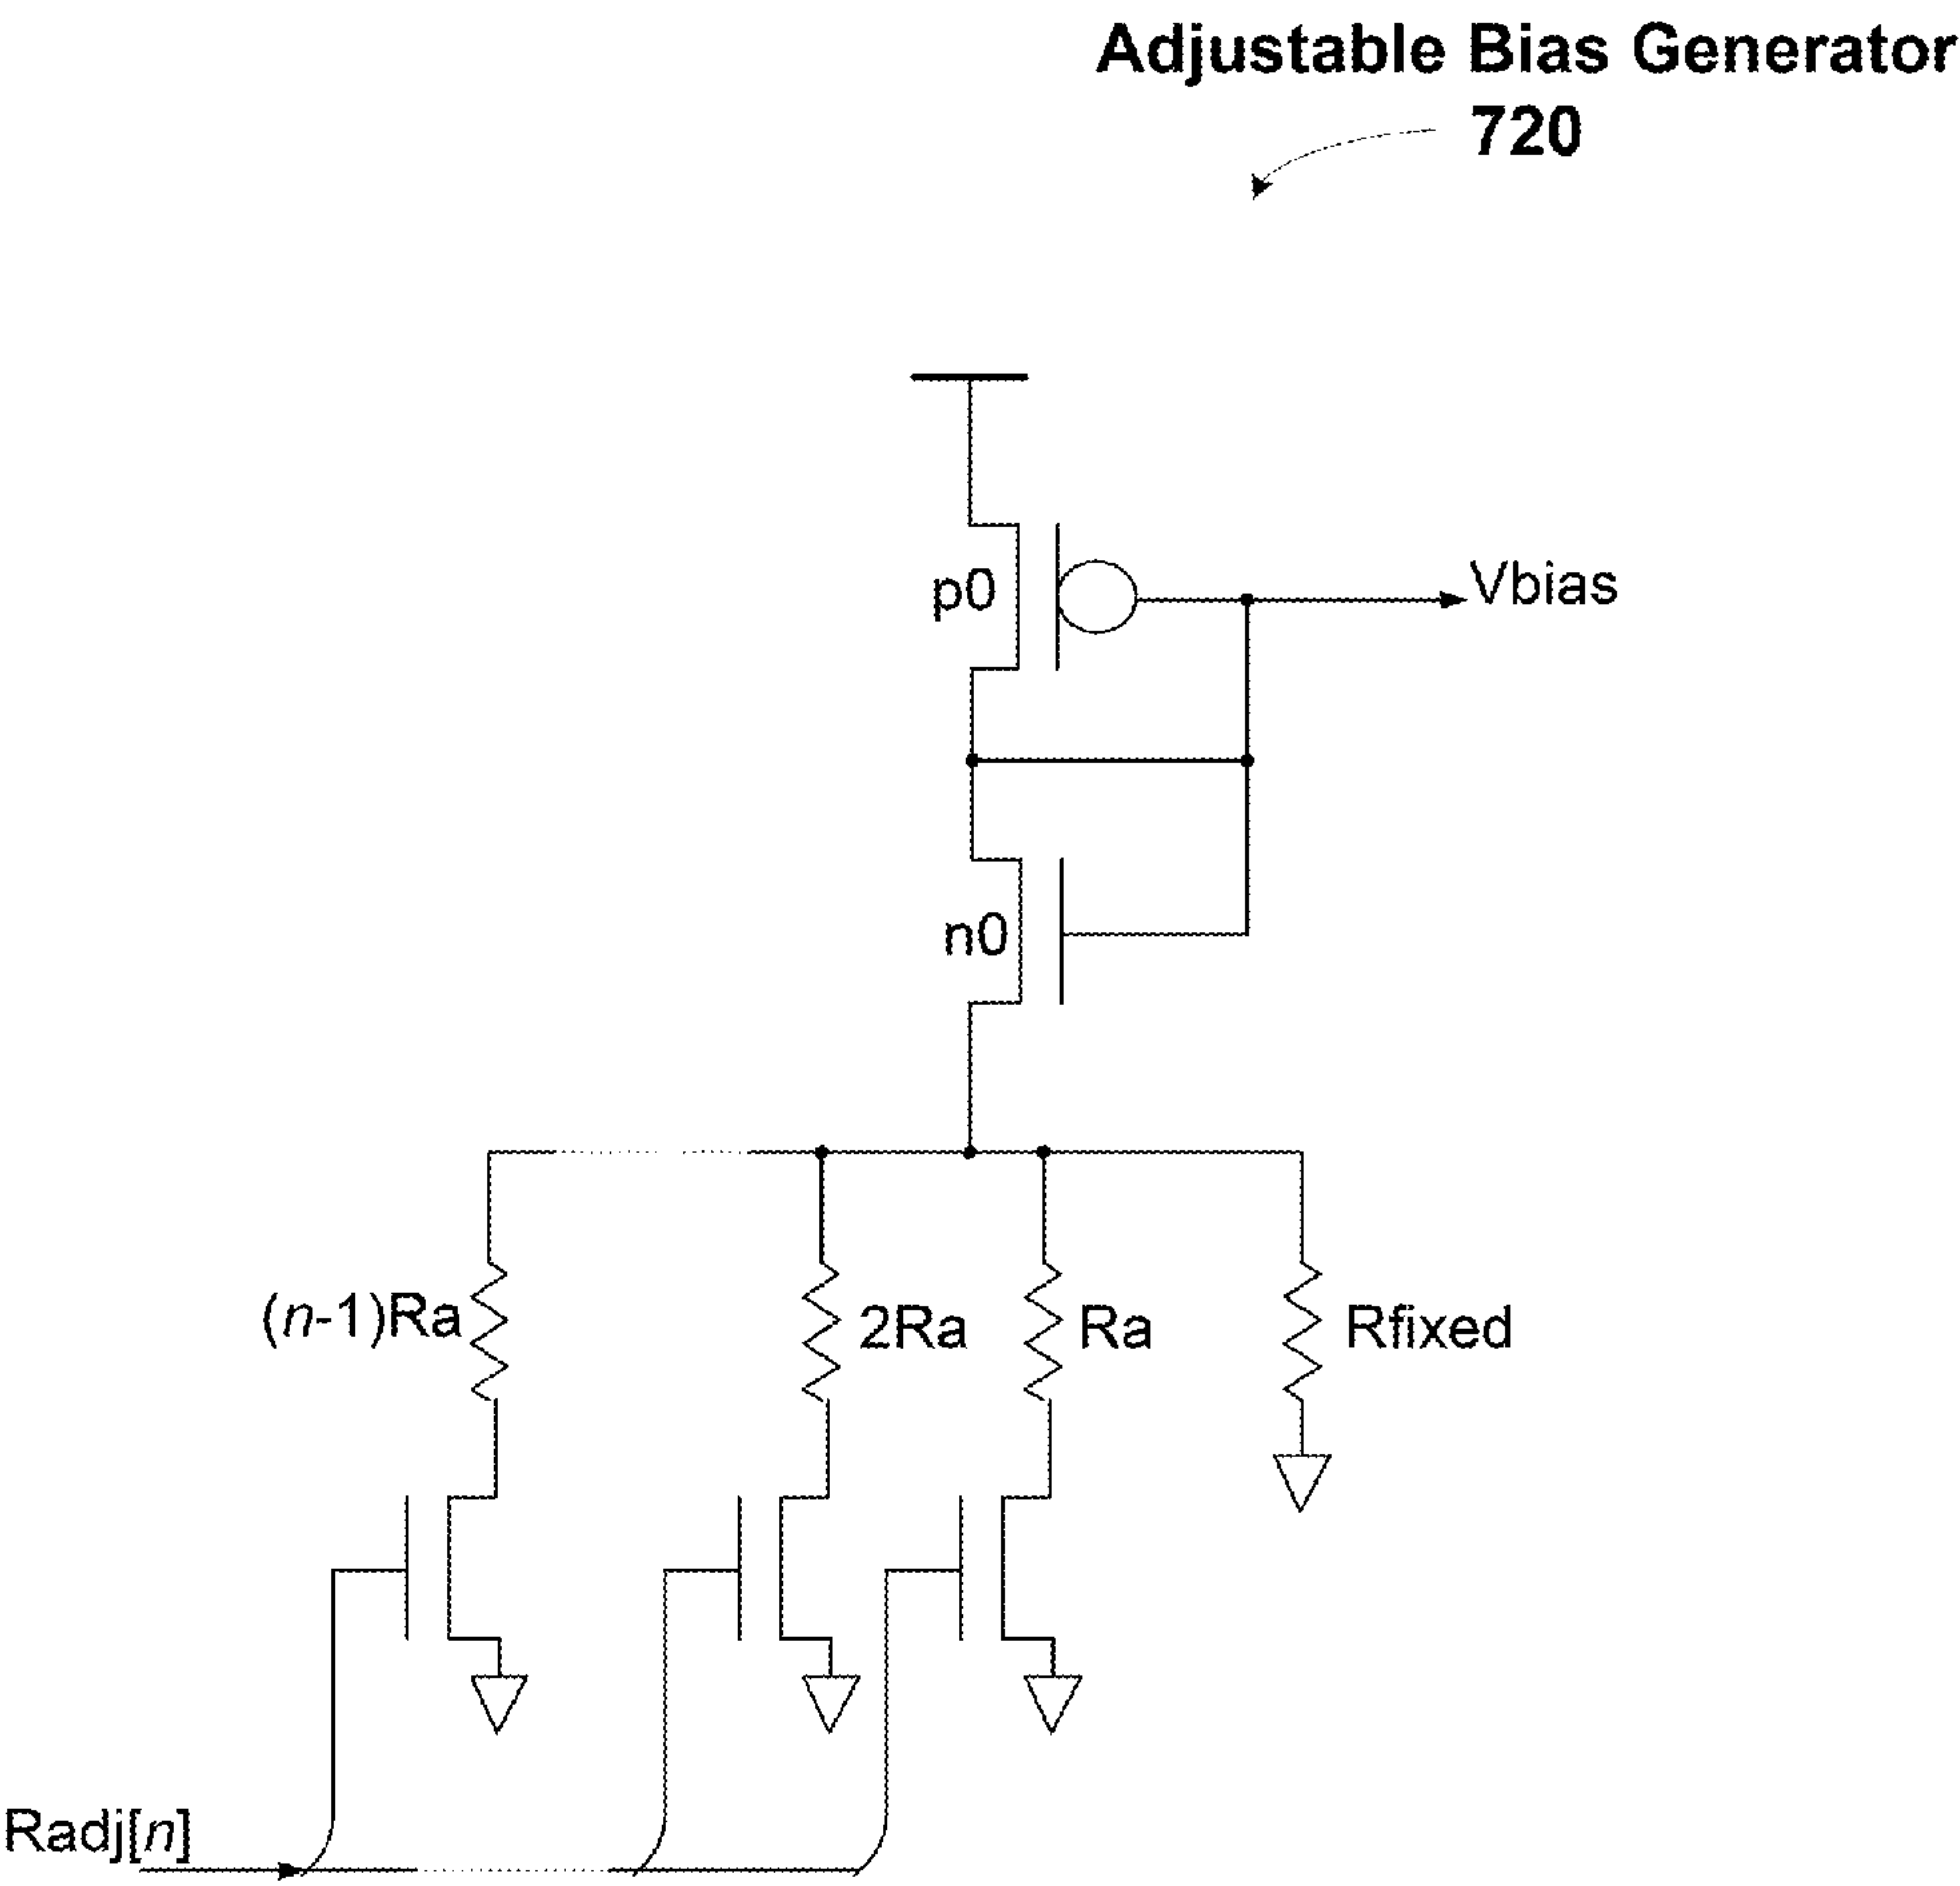 Adjustable Bias Generator
720
p0
Vbias
n0
(n-1)Ra
2Ra
Ra
Rfixed
Radj[n]